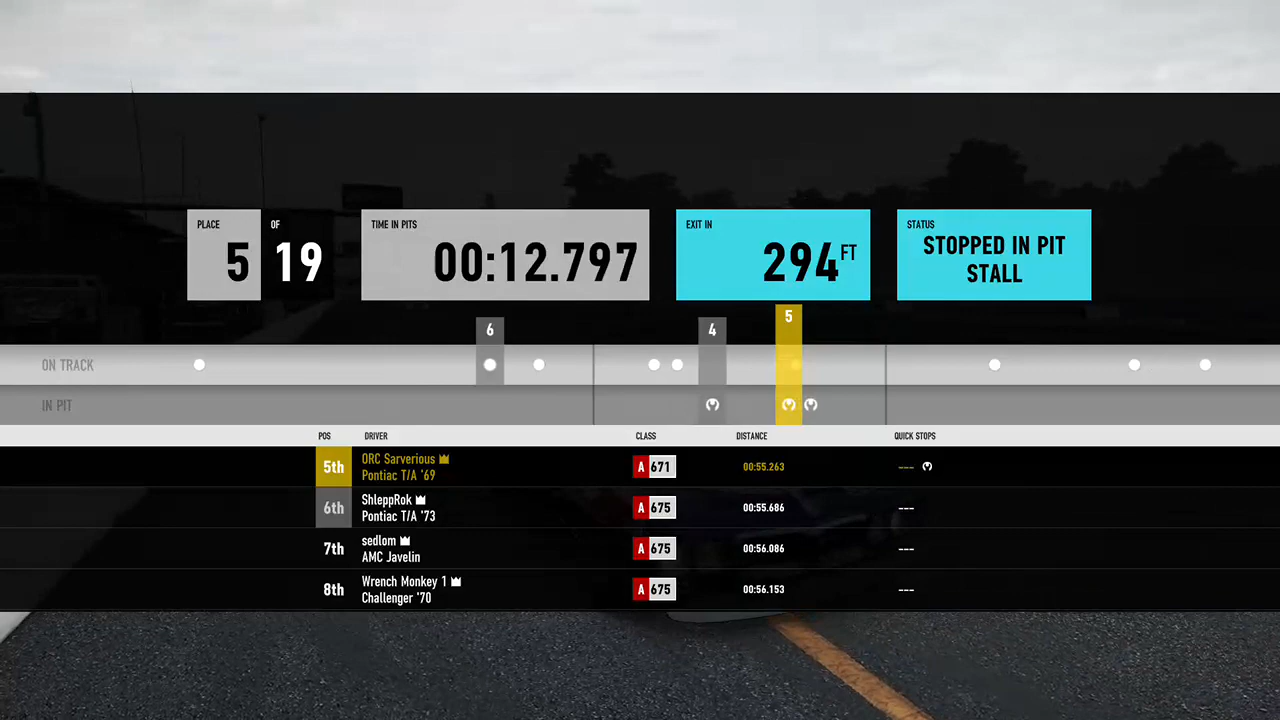 PLACE
5
OF
19
TIME IN PITS
00:12.797
EXIT IN
294 FT
STATUS
STOPPED IN PIT
STALL
6
4
5
ON TRACK
IN PIT
POS DRIVER CLASS DISTANCE QUICK STOPS
5th ORC Sarverious A 671 00:55.263 ---
Pontiac T/A '69
6th ShleppRok A 675 00:55.686 ---
Pontiac T/A '73
7th sedlom A 675 00:56.086 ---
AMC Javelin
8th Wrench Monkey 1 A 675 00:56.153 ---
Challenger '70